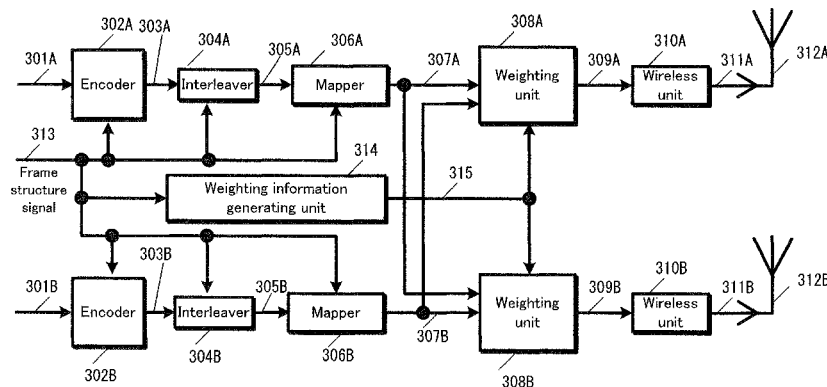 302A
303A
304A
305A
306A
301A
Encoder
Interleaver
Mapper
307A
308A
Weighting
unit
309A
310A
Wireless
unit
311A
312A
313
Frame
structure
signal
314
Weighting information
generating unit
315
301B
Encoder
302B
303B
Interleaver
304B
305B
Mapper
306B
307B
Weighting
unit
308B
309B
310B
Wireless
unit
311B
312B